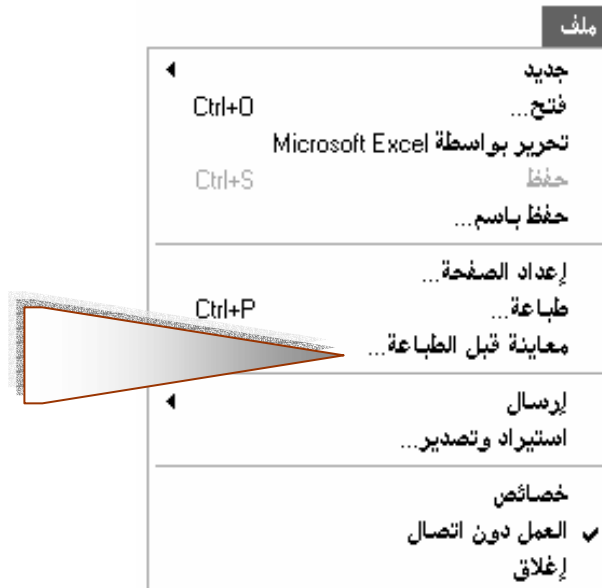 ملف
جديد
فتح... Ctrl+O
تحرير بواسطة Microsoft Excel
حفظ Ctrl+S
حفظ باسم...
إعداد الصفحة...
طباعة... Ctrl+P
معاينة قبل الطباعة...
إرسال
استيراد وتصدير...
خصائص
العمل دون اتصال
إغلاق